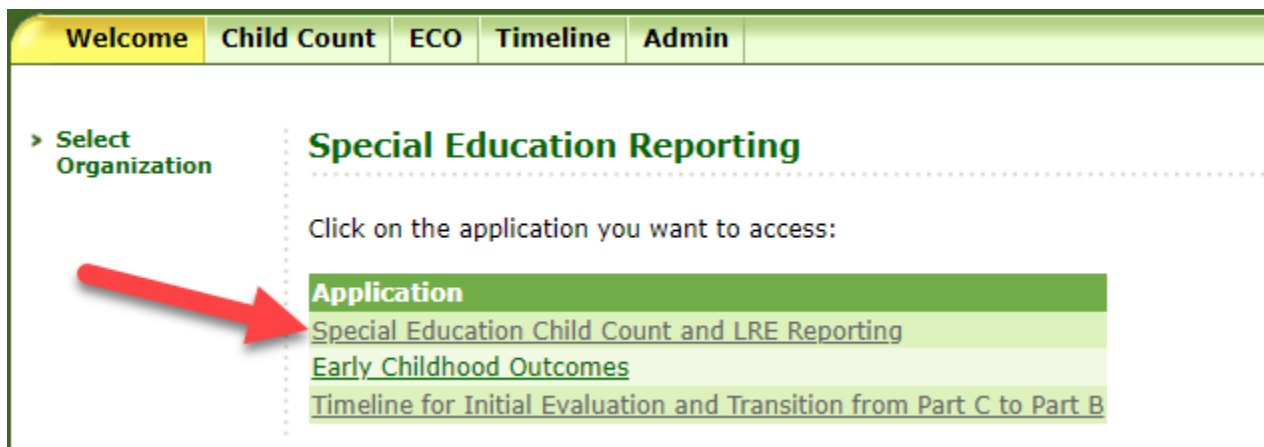 Welcome Child Count ECO Timeline Admin
Select
Organization
Special Education Reporting
Click on the application you want to access:
Application
Special Education Child Count and LRE Reporting
Early Childhood Outcomes
Timeline for Initial Evaluation and Transition from Part C to Part B